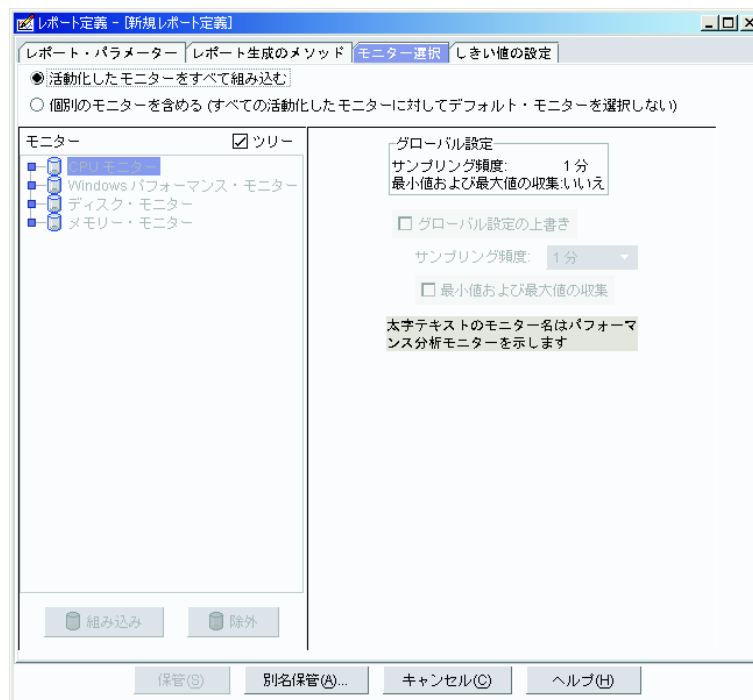 レポート定義 - [新規レポート定義]
レポート・パラメーター レポート生成のメソッド モニター選択 しきい値の設定
活動化したモニターをすべて組み込む
個別のモニターを含める (すべての活動化したモニターに対してデフォルト・モニターを選択しない)
モニター ツリー
CPU モニター
Windows パフォーマンス・モニター
ディスク・モニター
メモリー・モニター
グローバル設定
サンプリング頻度: 1 分
最小値および最大値の収集:いいえ
グローバル設定の上書き
サンプリング頻度: 1 分
最小値および最大値の収集
太字テキストのモニター名はパフォーマ
ンス分析モニターを示します
組み込み 除外
保管(S) 別名保管(A)... キャンセル(C) ヘルプ(H)